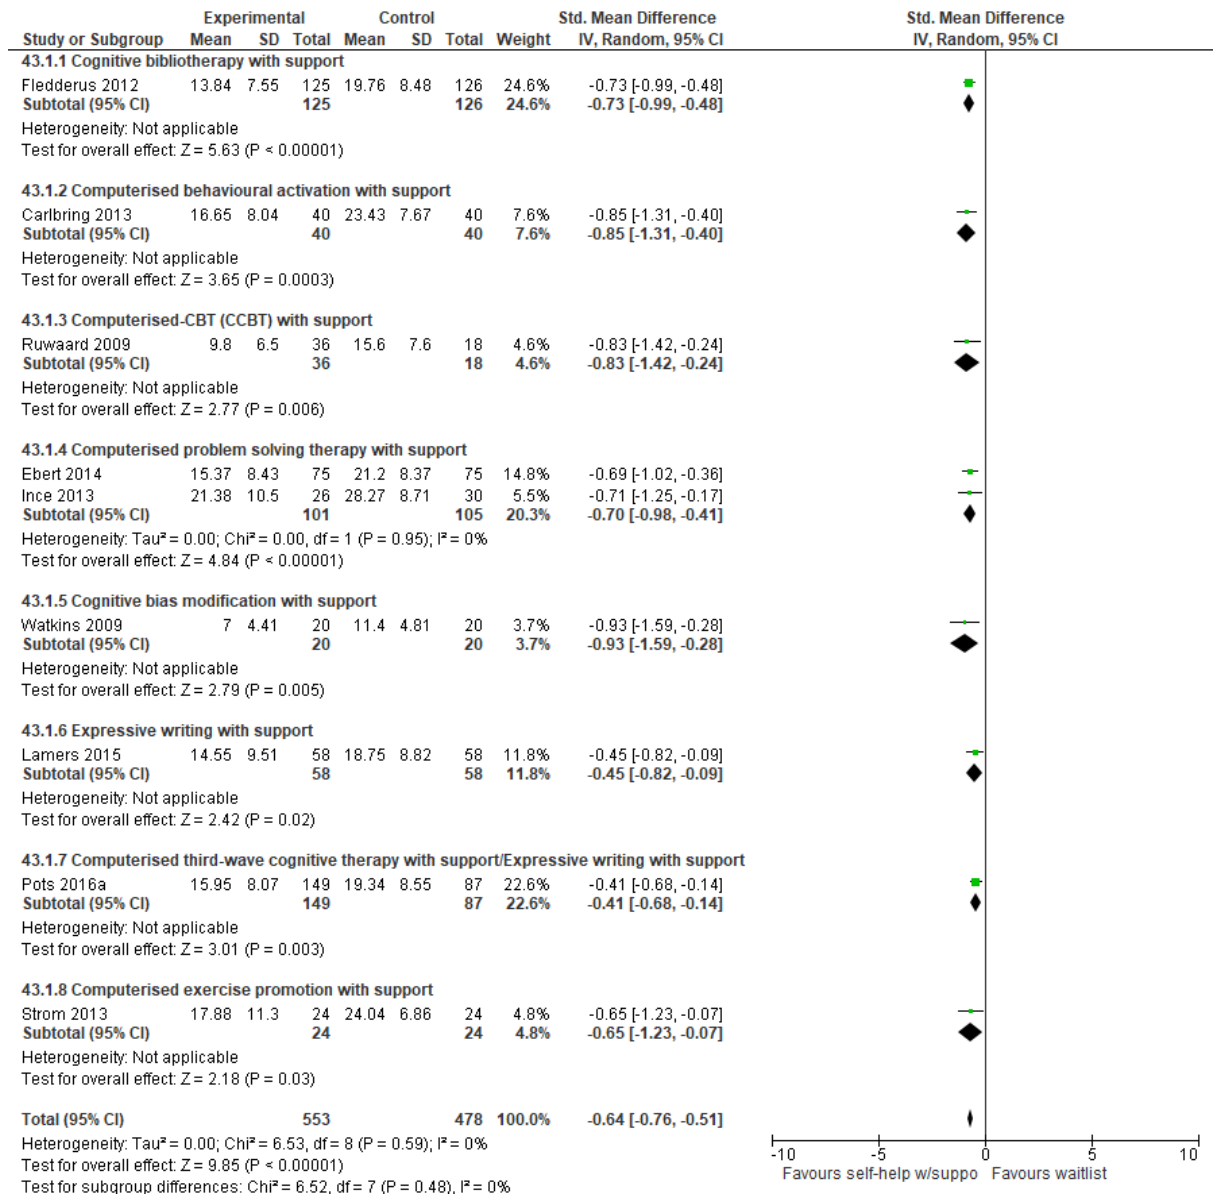 Experimental Control Std. Mean Difference Std. Mean Difference
Study or Subgroup Mean SD Total Mean SD Total Weight IV, Random, 95% CI IV, Random, 95% CI
43.1.1 Cognitive bibliotherapy with support
Fledderus 2012 13.84 7.55 125 19.76 8.48 126 24.6% -0.73 [-0.99, -0.48]
Subtotal (95% CI) 125 126 24.6% -0.73 [-0.99, -0.48]
Heterogeneity: Not applicable
Test for overall effect: Z = 5.63 (P < 0.00001)
43.1.2 Computerised behavioural activation with support
Carlbring 2013 16.65 8.04 40 23.43 7.67 40 7.6% -0.85 [-1.31, -0.40]
Subtotal (95% CI) 40 40 7.6% -0.85 [-1.31, -0.40]
Heterogeneity: Not applicable
Test for overall effect: Z = 3.65 (P = 0.0003)
43.1.3 Computerised-CBT (CCBT) with support
Ruwaard 2009 9.8 6.5 36 15.6 7.6 18 4.6% -0.83 [-1.42, -0.24]
Subtotal (95% CI) 36 18 4.6% -0.83 [-1.42, -0.24]
Heterogeneity: Not applicable
Test for overall effect: Z = 2.77 (P = 0.006)
43.1.4 Computerised problem solving therapy with support
Ebert 2014 15.37 8.43 75 21.2 8.37 75 14.8% -0.69 [-1.02, -0.36]
Ince 2013 21.38 10.5 26 28.27 8.71 30 5.5% -0.71 [-1.25, -0.17]
Subtotal (95% CI) 101 105 20.3% -0.70 [-0.98, -0.41]
Heterogeneity: Tau² = 0.00; Chi² = 0.00, df = 1 (P = 0.95); I² = 0%
Test for overall effect: Z = 4.84 (P < 0.00001)
43.1.5 Cognitive bias modification with support
Watkins 2009 7 4.41 20 11.4 4.81 20 3.7% -0.93 [-1.59, -0.28]
Subtotal (95% CI) 20 20 3.7% -0.93 [-1.59, -0.28]
Heterogeneity: Not applicable
Test for overall effect: Z = 2.79 (P = 0.005)
43.1.6 Expressive writing with support
Lamers 2015 14.55 9.51 58 18.75 8.82 58 11.8% -0.45 [-0.82, -0.09]
Subtotal (95% CI) 58 58 11.8% -0.45 [-0.82, -0.09]
Heterogeneity: Not applicable
Test for overall effect: Z = 2.42 (P = 0.02)
43.1.7 Computerised third-wave cognitive therapy with support/Expressive writing with support
Pots 2016a 15.95 8.07 149 19.34 8.55 87 22.6% -0.41 [-0.68, -0.14]
Subtotal (95% CI) 149 87 22.6% -0.41 [-0.68, -0.14]
Heterogeneity: Not applicable
Test for overall effect: Z = 3.01 (P = 0.003)
43.1.8 Computerised exercise promotion with support
Strom 2013 17.88 11.3 24 24.04 6.86 24 4.8% -0.65 [-1.23, -0.07]
Subtotal (95% CI) 24 24 4.8% -0.65 [-1.23, -0.07]
Heterogeneity: Not applicable
Test for overall effect: Z = 2.18 (P = 0.03)
Total (95% CI) 553 478 100.0% -0.64 [-0.76, -0.51]
Heterogeneity: Tau² = 0.00; Chi² = 6.53, df = 8 (P = 0.59); I² = 0%
Test for overall effect: Z = 9.85 (P < 0.00001)
Test for subgroup differences: Chi² = 6.52, df = 7 (P = 0.48), I² = 0%
-10 -5 0 5 10
Favours self-help w/suppo Favours waitlist